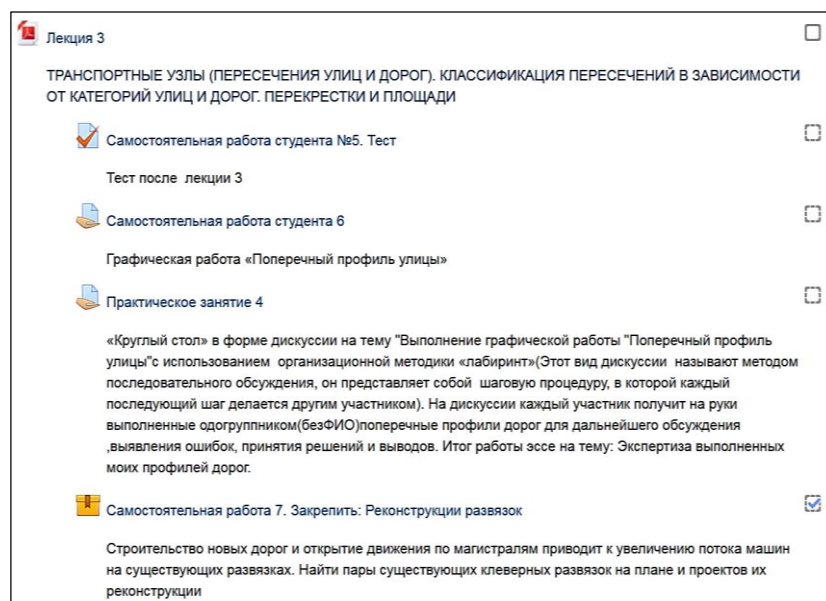 Лекция 3
ТРАНСПОРТНЫЕ УЗЛЫ (ПЕРЕСЕЧЕНИЯ УЛИЦ И ДОРОГ). КЛАССИФИКАЦИЯ ПЕРЕСЕЧЕНИЙ В ЗАВИСИМОСТИ
ОТ КАТЕГОРИЙ УЛИЦ И ДОРОГ. ПЕРЕКРЕСТКИ И ПЛОЩАДИ
Самостоятельная работа студента №5. Тест
Тест после лекции 3
Самостоятельная работа студента 6
Графическая работа «Поперечный профиль улицы»
Практическое занятие 4
«Круглый стол» в форме дискуссии на тему "Выполнение графической работы "Поперечный профиль
улицы"с использованием организационной методики «лабиринт»(Этот вид дискуссии называют методом
последовательного обсуждения, он представляет собой шаговую процедуру, в которой каждый
последующий шаг делается другим участником). На дискуссии каждый участник получит на руки
выполненные одогруппником(безФИО)поперечные профили дорог для дальнейшего обсуждения
,выявления ошибок, принятия решений и выводов. Итог работы эссе на тему: Экспертиза выполненных
моих профилей дорог.
Самостоятельная работа 7. Закрепить: Реконструкции развязок
Строительство новых дорог и открытие движения по магистралям приводит к увеличению потока машин
на существующих развязках. Найти пары существующих клеверных развязок на плане и проектов их
реконструкции